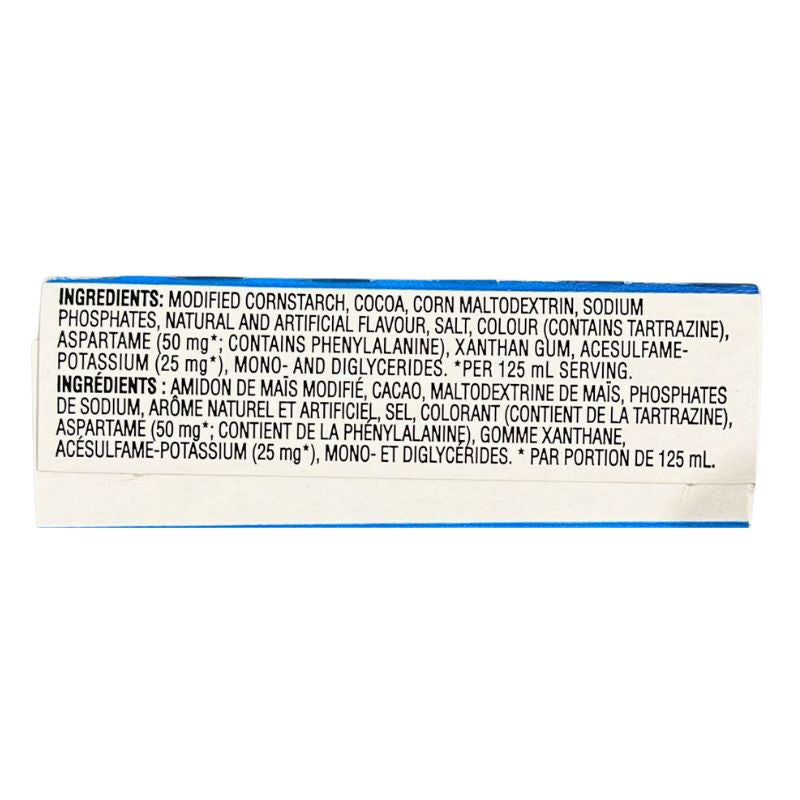 INGREDIENTS: MODIFIED CORNSTARCH, COCOA, CORN MALTODEXTRIN, SODIUM
PHOSPHATES, NATURAL AND ARTIFICIAL FLAVOUR, SALT, COLOUR (CONTAINS TARTRAZINE),
ASPARTAME (50 mg*; CONTAINS PHENYLALANINE), XANTHAN GUM, ACESULFAME-
POTASSIUM (25 mg*), MONO- AND DIGLYCERIDES. *PER 125 mL SERVING.
INGRÉDIENTS : AMIDON DE MAÏS MODIFIÉ, CACAO, MALTODEXTRINE DE MAÏS, PHOSPHATES
DE SODIUM, ARÔME NATUREL ET ARTIFICIEL, SEL, COLORANT (CONTIENT DE LA TARTRAZINE),
ASPARTAME (50 mg*; CONTIENT DE LA PHÉNYLALANINE), GOMME XANTHANE,
ACÉSULFAME-POTASSIUM (25 mg*), MONO- ET DIGLYCÉRIDES. * PAR PORTION DE 125 mL.